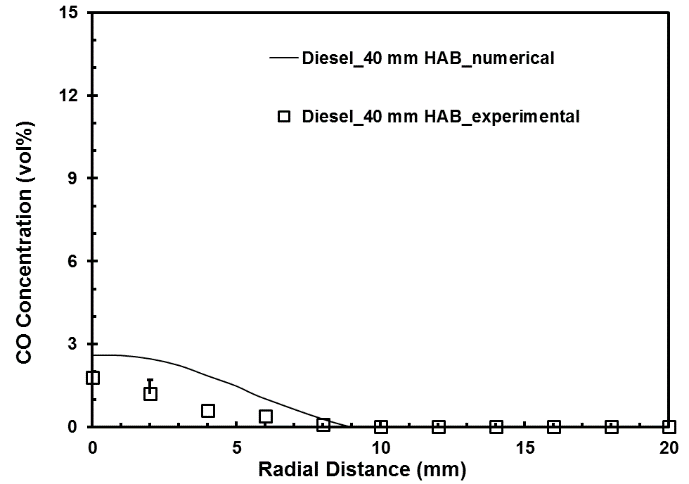 15
12
9
6
3
0
CO Concentration (vol%)
Diesel_40 mm HAB_numerical
Diesel_40 mm HAB_experimental
0 5 10 15 20
Radial Distance (mm)